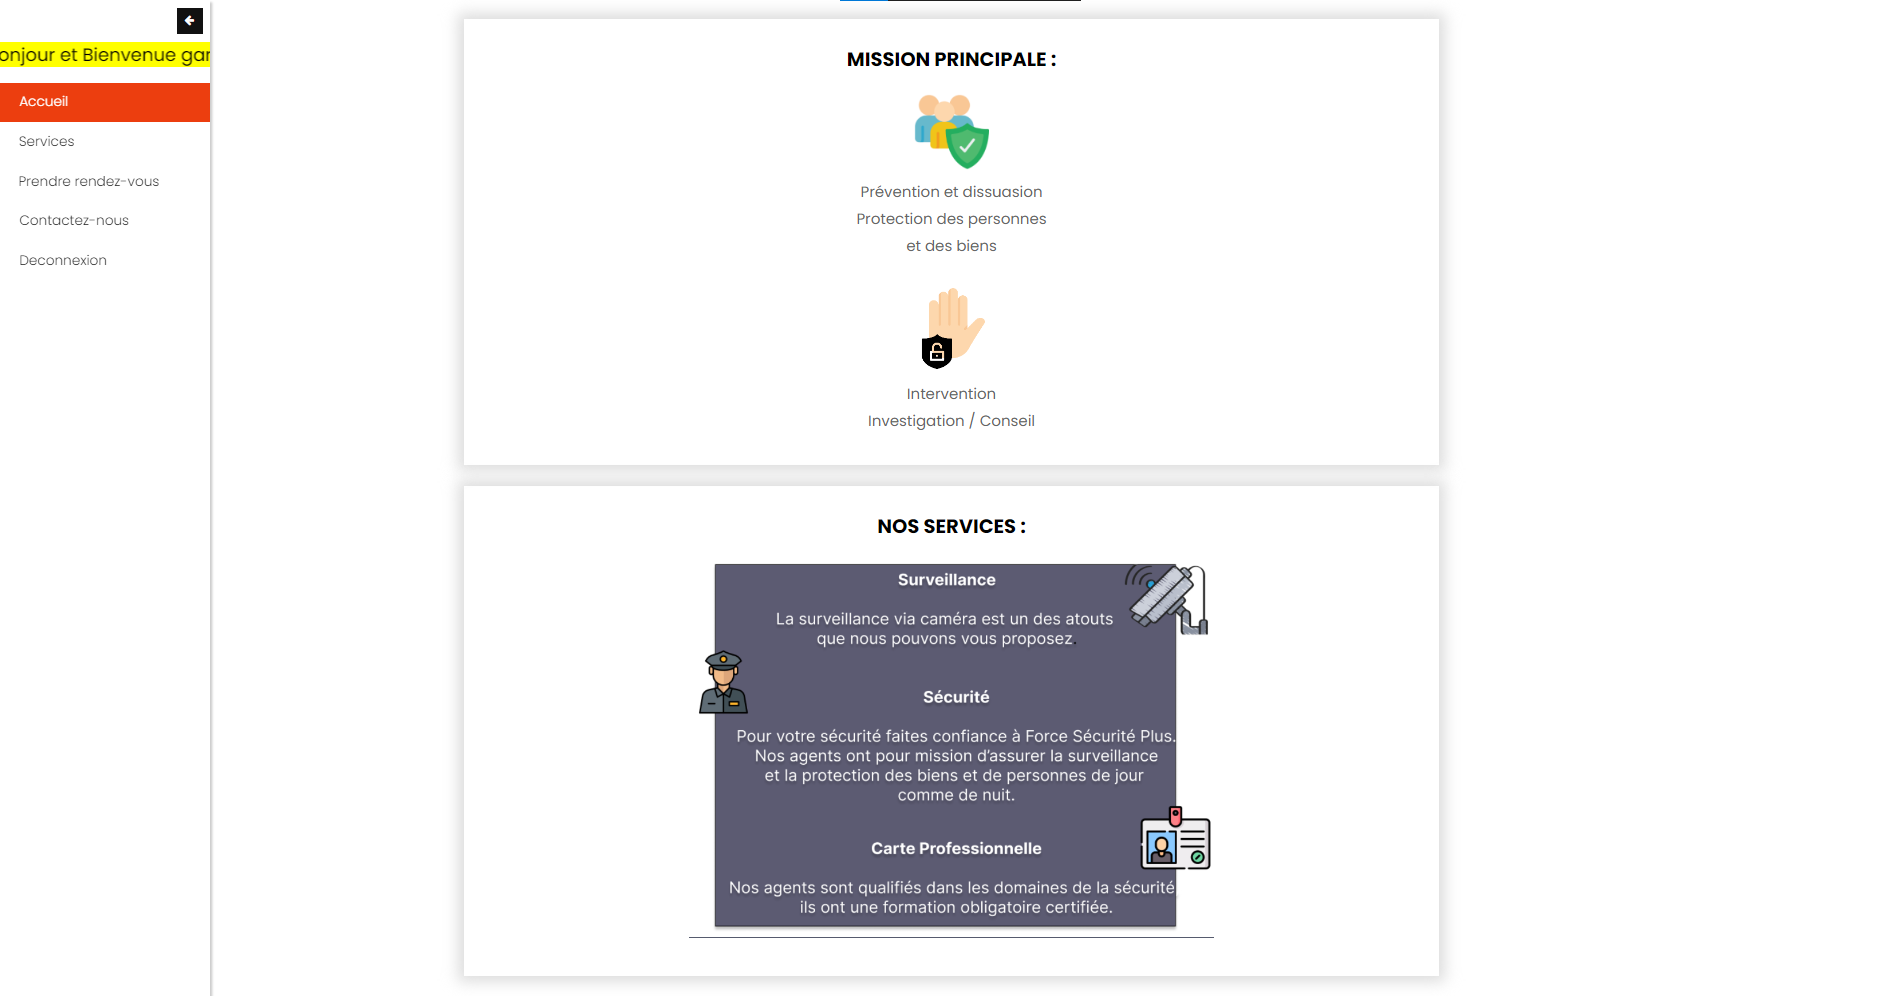 onjour et Bienvenue gar
Accueil
Services
Prendre rendez-vous
Contactez-nous
Deconnexion
MISSION PRINCIPALE :
Prévention et dissuasion
Protection des personnes
et des biens
Intervention
Investigation / Conseil
NOS SERVICES :
Surveillance
La surveillance via caméra est un des atouts
que nous pouvons vous proposez.
Sécurité
Pour votre sécurité faites confiance à Force Sécurité Plus.
Nos agents ont pour mission d'assurer la surveillance
et la protection des biens et de personnes de jour
comme de nuit.
Carte Professionnelle
Nos agents sont qualifiés dans les domaines de la sécurité
ils ont une formation obligatoire certifiée.